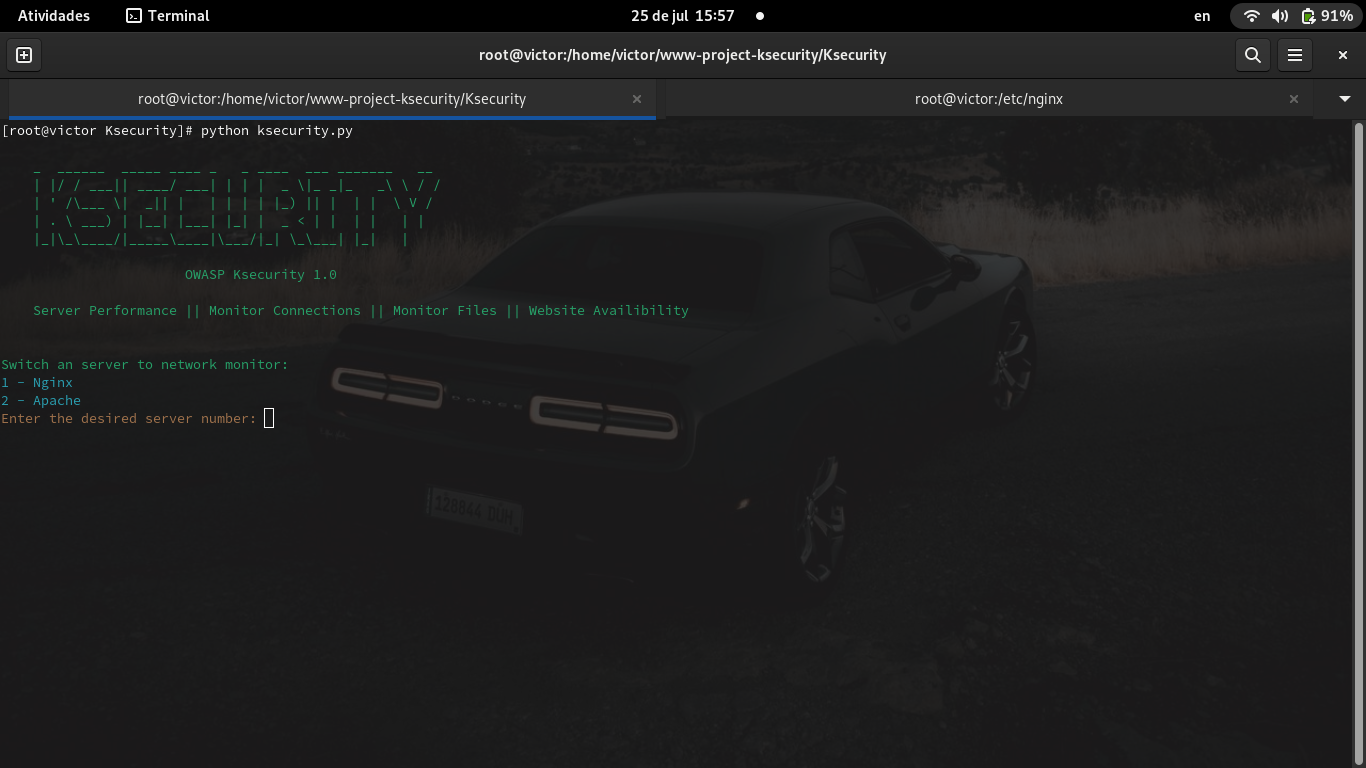 Atividades Terminal 25 de jul 15:57 en 91%
root@victor:/home/victor/www-project-ksecurity/Ksecurity
root@victor:/home/victor/www-project-ksecurity/Ksecurity root@victor:/etc/nginx
[root@victor Ksecurity]# python ksecurity.py
KSECURITY
OWASP Ksecurity 1.0
Server Performance || Monitor Connections || Monitor Files || Website Availibility
Switch an server to network monitor:
1 - Nginx
2 - Apache
Enter the desired server number:
DODGE